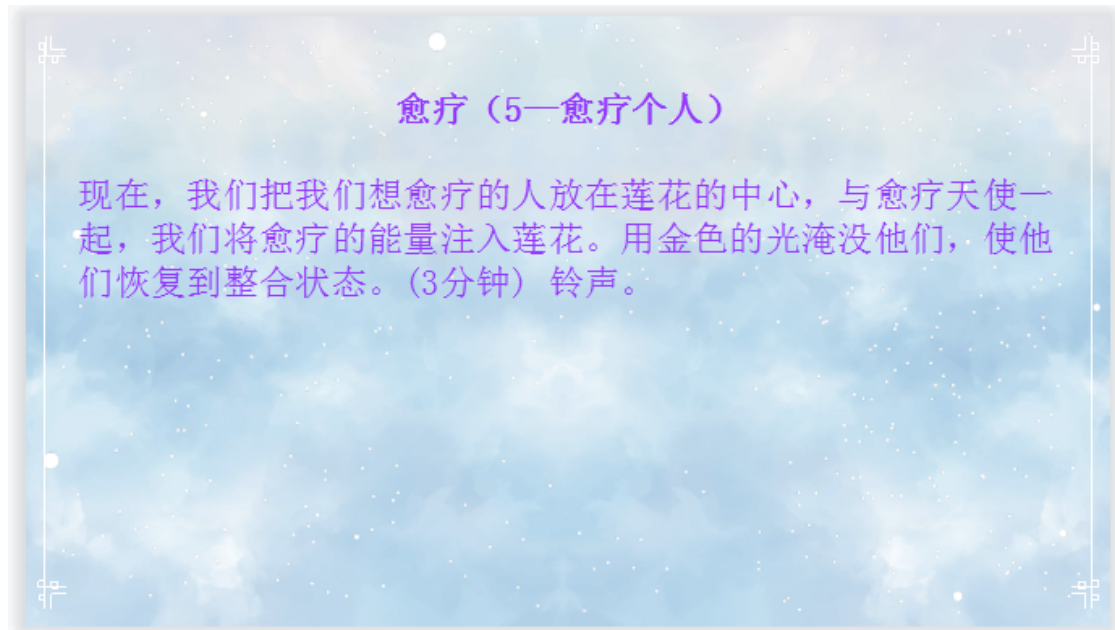 愈疗（5—愈疗个人）
现在，我们把我们想愈疗的人放在莲花的中心，与愈疗天使一
起，我们将愈疗的能量注入莲花。用金色的光淹没他们，使他
们恢复到整合状态。(3分钟) 铃声。